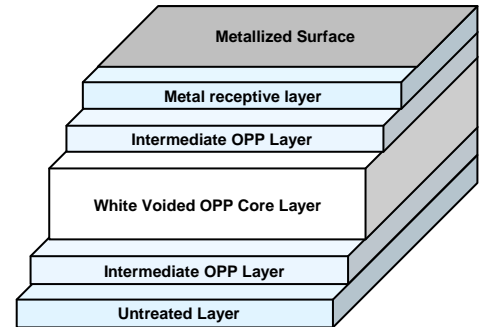 Metallized Surface
Metal receptive layer
Intermediate OPP Layer
White Voided OPP Core Layer
Intermediate OPP Layer
Untreated Layer